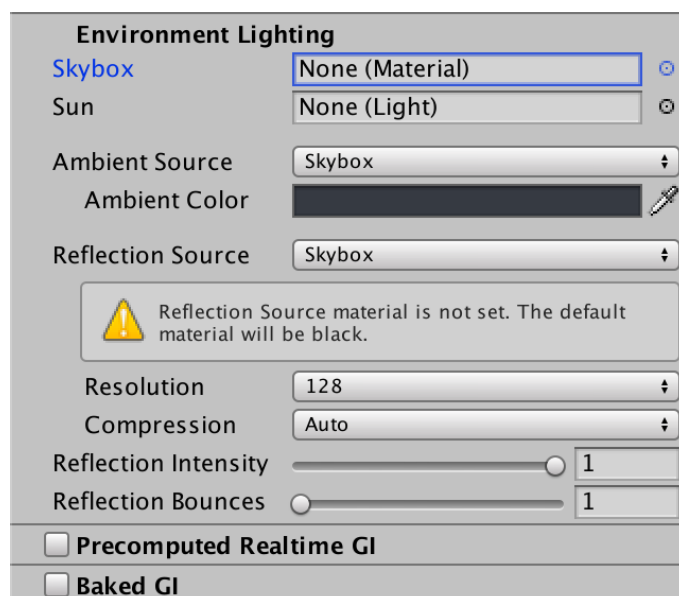 Environment Lighting
Skybox None (Material)
Sun None (Light)
Ambient Source Skybox
Ambient Color
Reflection Source Skybox
Reflection Source material is not set. The default
material will be black.
Resolution 128
Compression Auto
Reflection Intensity 1
Reflection Bounces 1
Precomputed Realtime GI
Baked GI